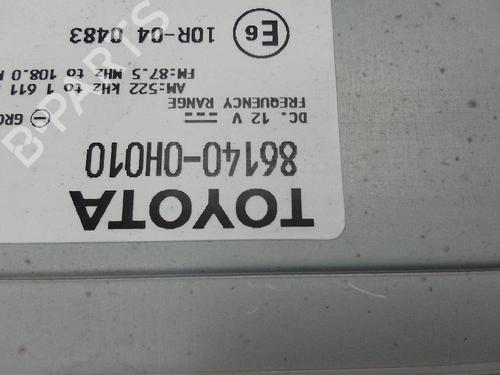 TOYOTA
86140-0H010
DC. 12 V
FREQUENCY RANGE
AM:522 kHz to 1 611
FM:87.5 MHz to 108.0
E6 10R-04 0483
B-PARTS